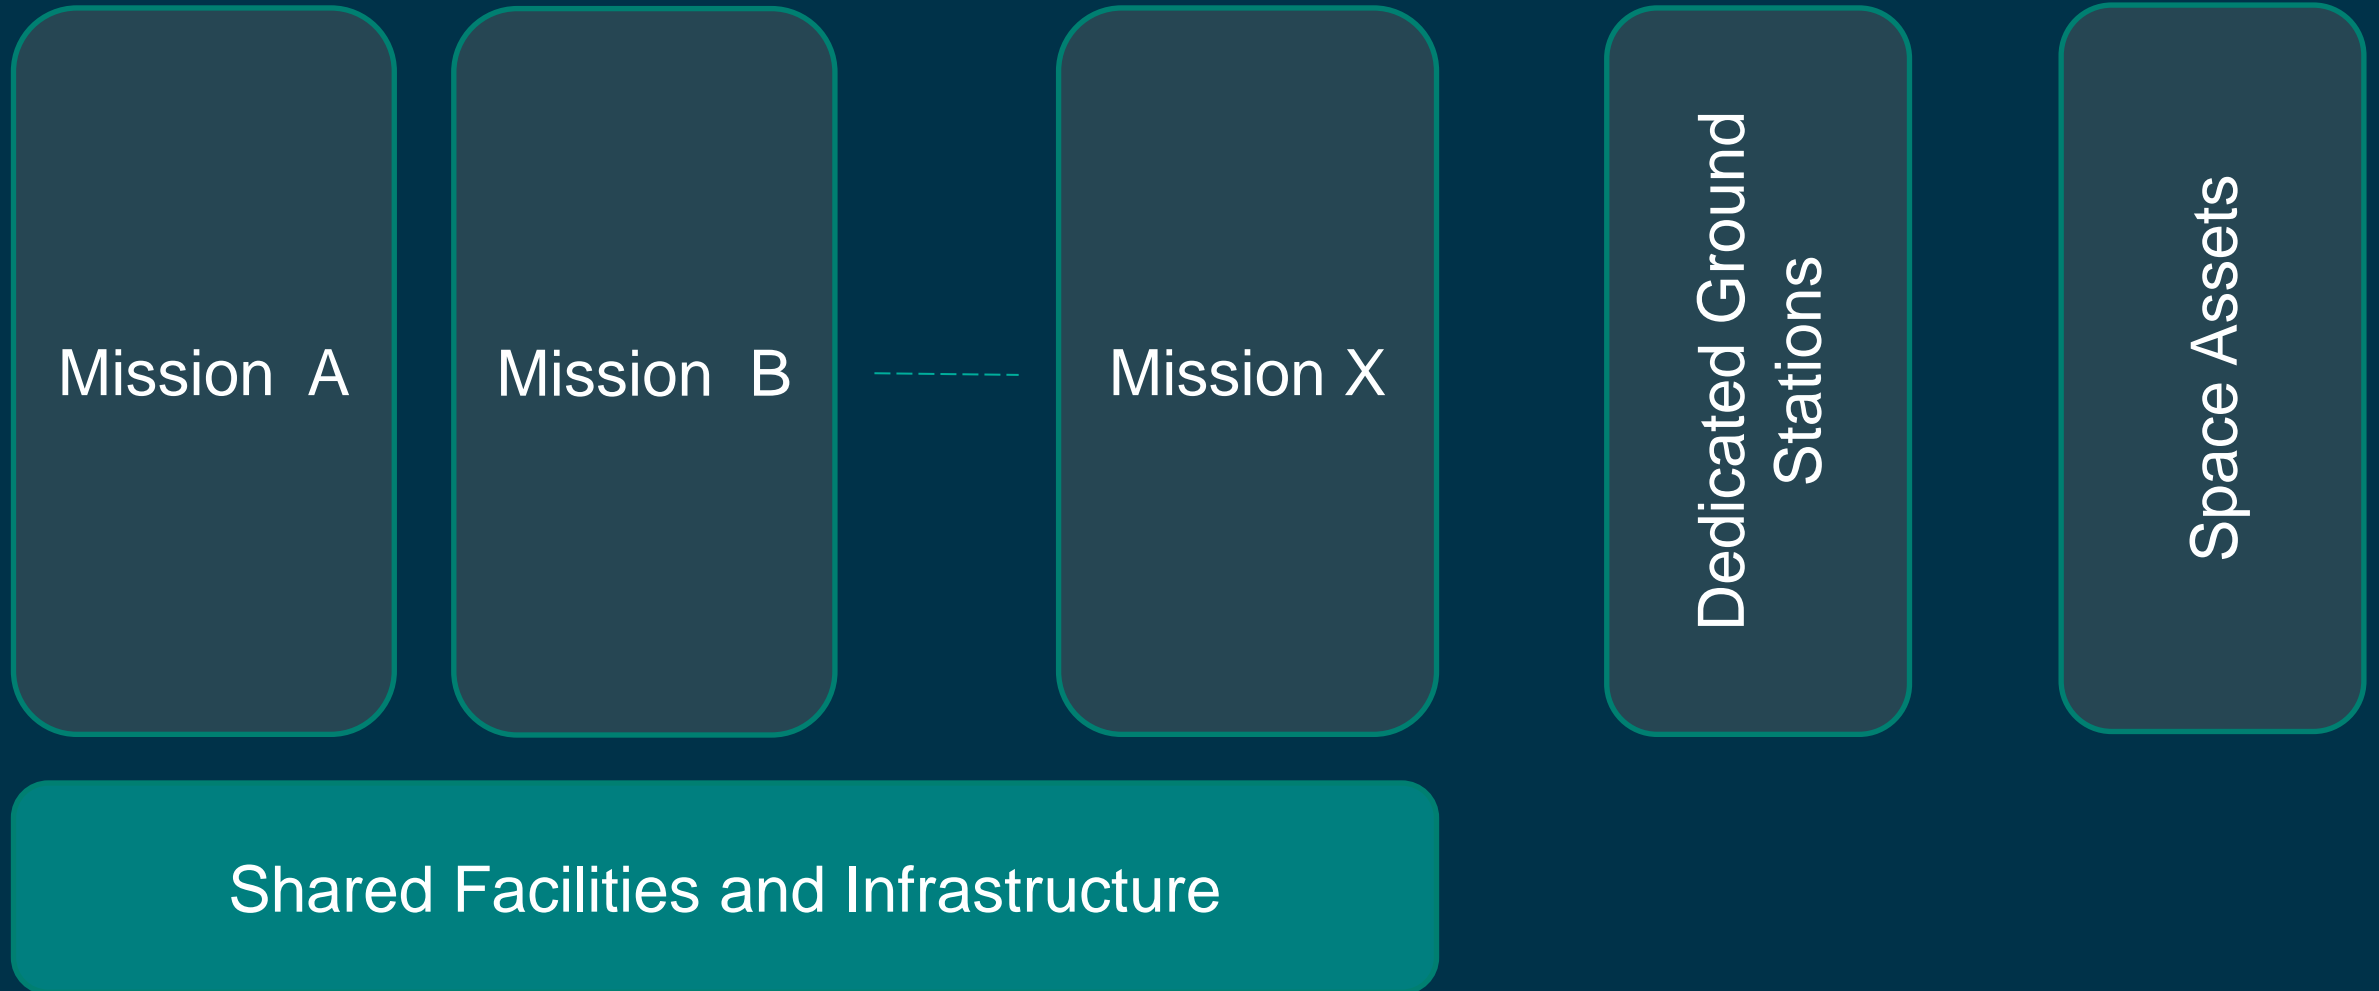 Mission A
Mission B
Mission X
Dedicated Ground
Stations
Space Assets
Shared Facilities and Infrastructure